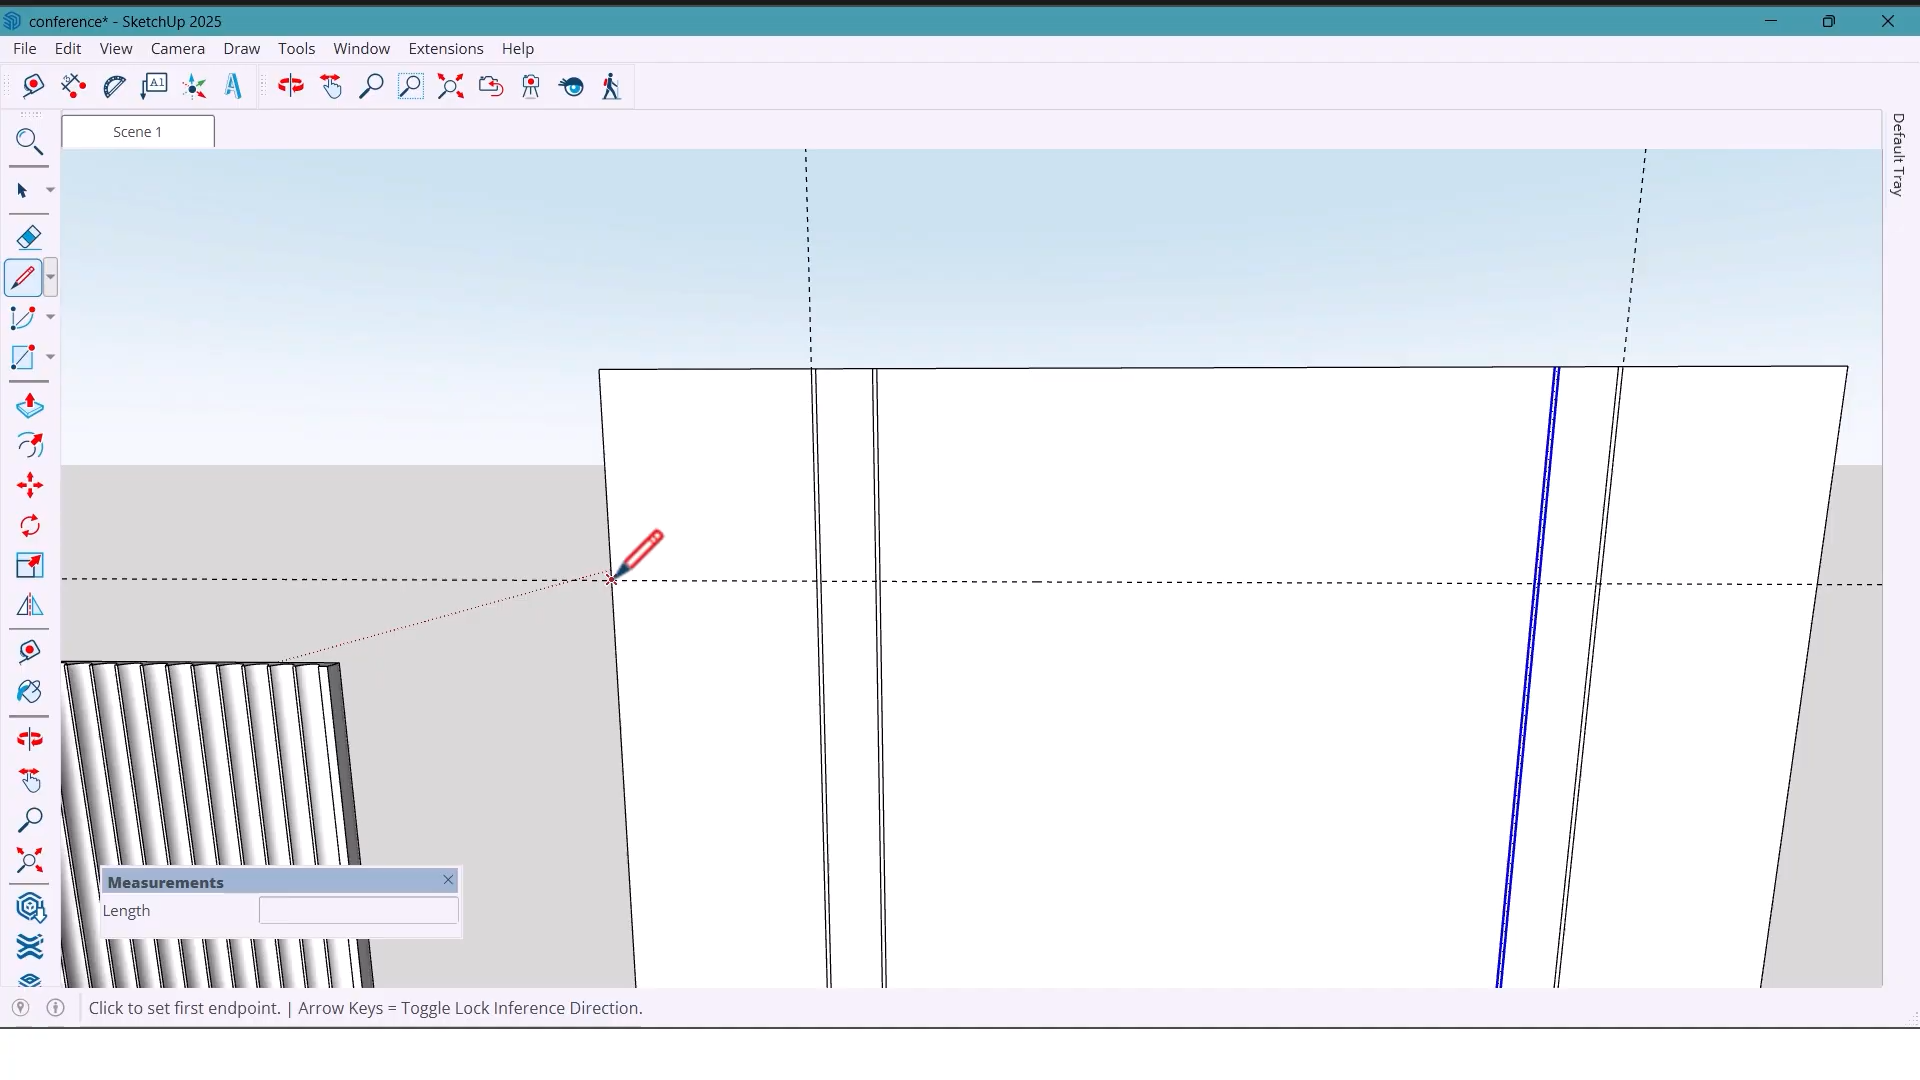 conference* - SketchUp 2025
File Edit View Camera Draw Tools Window Extensions Help
A1
Scene 1
Default Tray
Measurements
Length
Click to set first endpoint. | Arrow Keys = Toggle Lock Inference Direction.